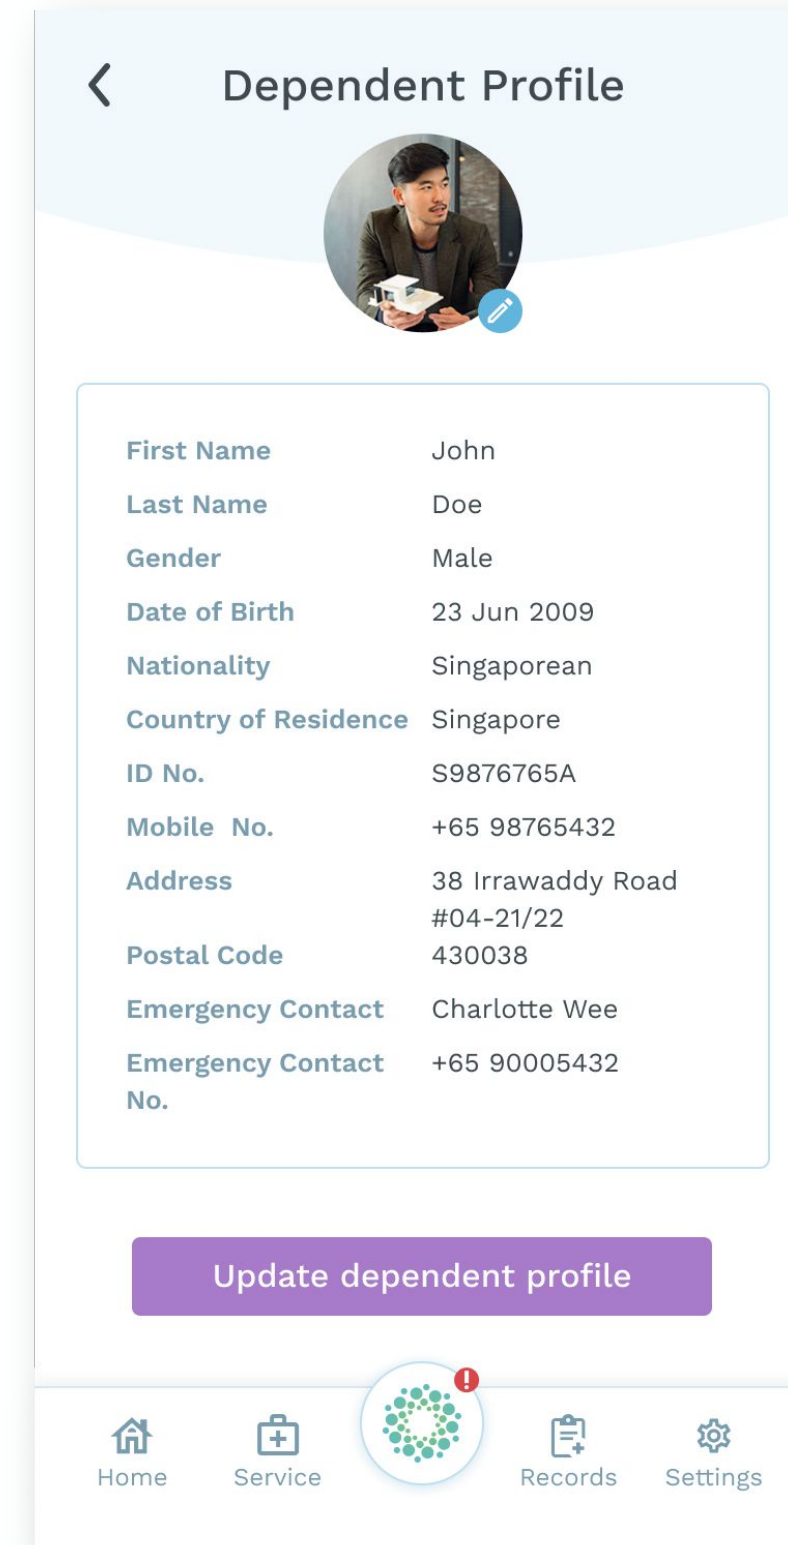 Dependent Profile
First Name John
Last Name Doe
Gender Male
Date of Birth 23 Jun 2009
Nationality Singaporean
Country of Residence Singapore
ID No. S9876765A
Mobile No. +65 98765432
Address 38 Irrawaddy Road
#04-21/22
Postal Code 430038
Emergency Contact Charlotte Wee
Emergency Contact +65 90005432
No.
Update dependent profile
!
Home Service Records Settings